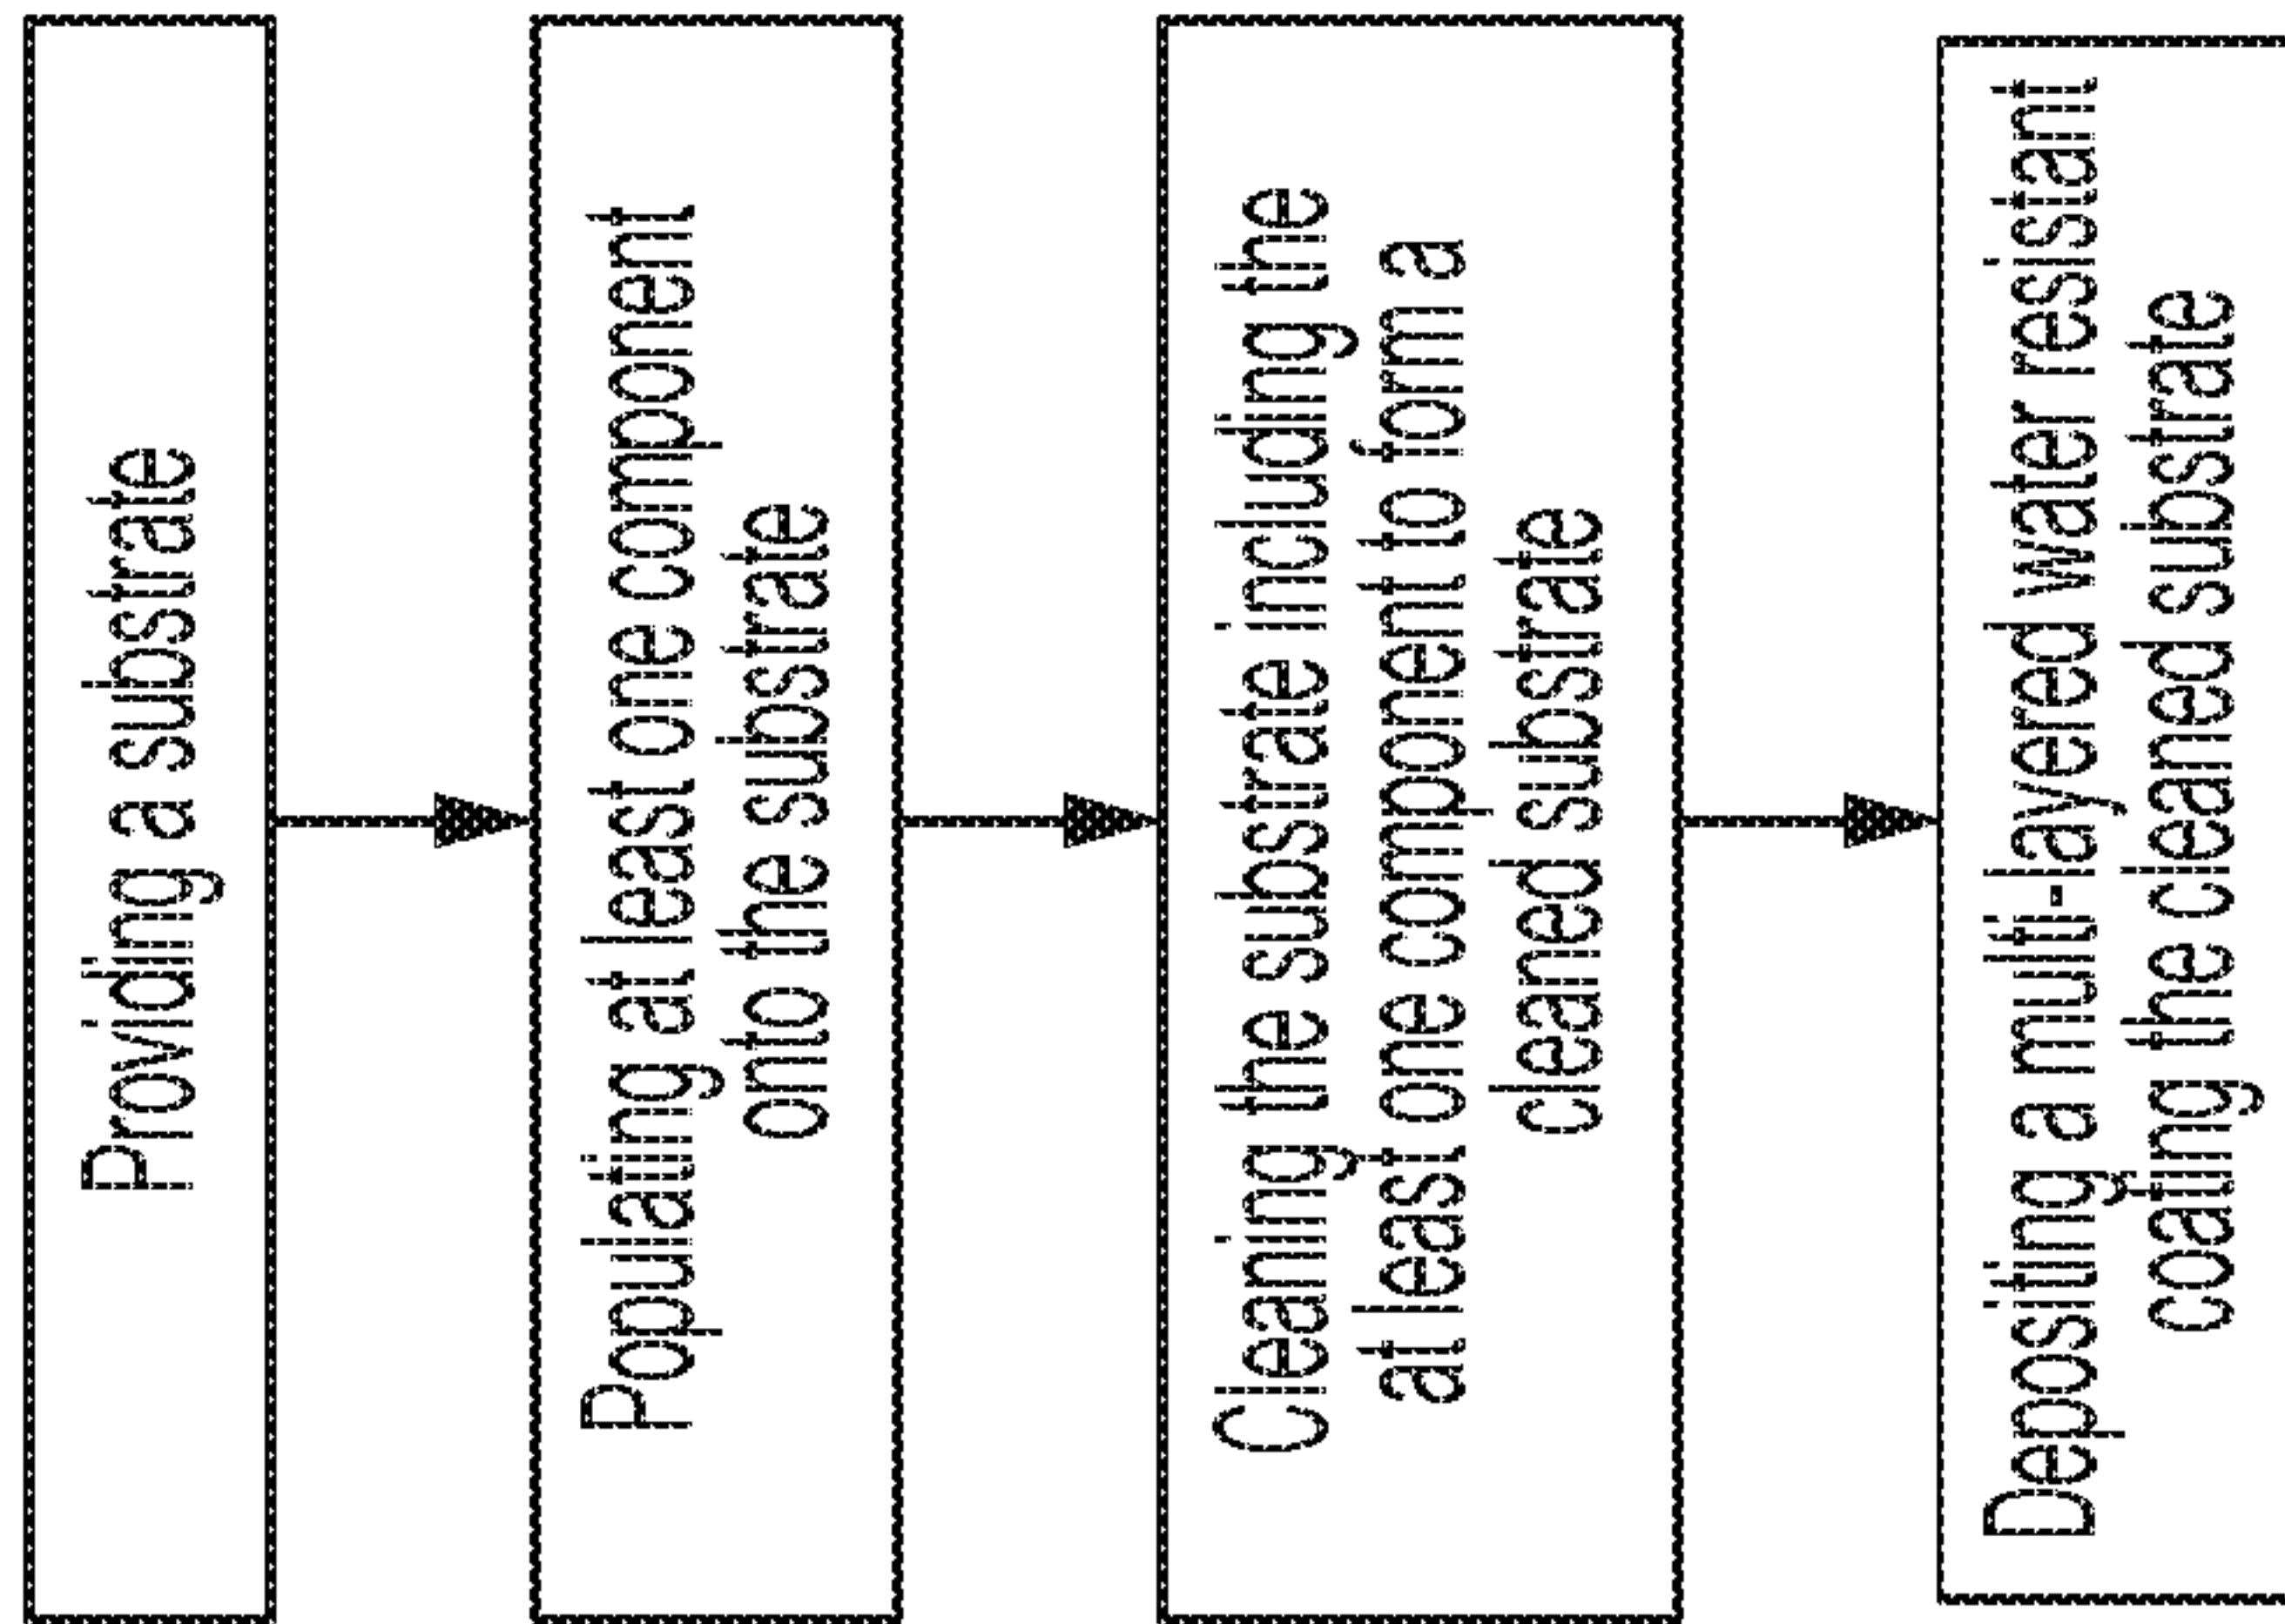 Providing a substrate
Populating at least one component
onto the substrate
Cleaning the substrate including the
at least one component to form a
cleaned substrate
Depositing a multi-layered water resistant
coating the cleaned substrate